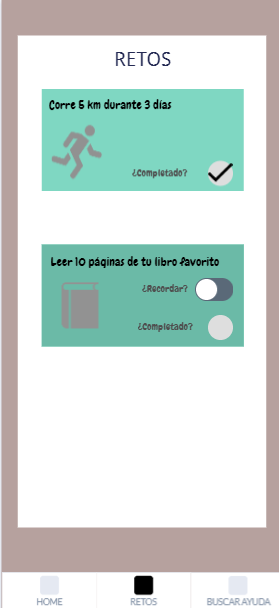 RETOS
Corre 5 km durante 3 días
¿Completado?
Leer 10 páginas de tu libro favorito
¿Recordar?
¿Completado?
HOME
RETOS
BUSCAR AYUDA